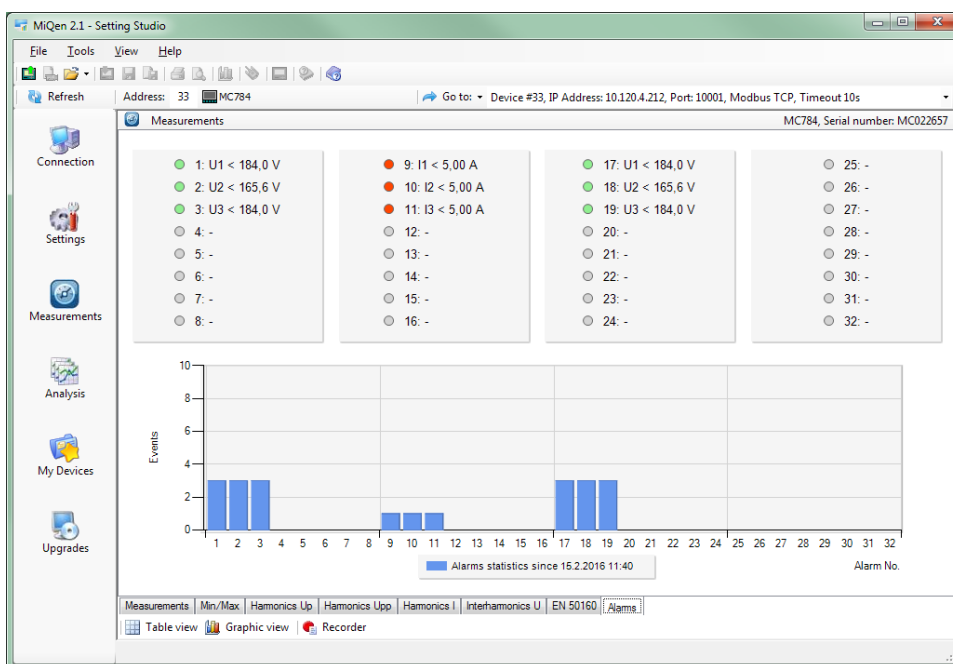 MiQen 2.1 - Setting Studio
File Tools View Help
Refresh Address: 33 MC784 Go to: Device #33, IP Address: 10.120.4.212, Port: 10001, Modbus TCP, Timeout 10s
Measurements MC784, Serial number: MC022657
Connection
Settings
Measurements
Analysis
My Devices
Upgrades
1: U1 < 184,0 V
2: U2 < 165,6 V
3: U3 < 184,0 V
4: -
5: -
6: -
7: -
8: -
9: I1 < 5,00 A
10: I2 < 5,00 A
11: I3 < 5,00 A
12: -
13: -
14: -
15: -
16: -
17: U1 < 184,0 V
18: U2 < 165,6 V
19: U3 < 184,0 V
20: -
21: -
22: -
23: -
24: -
25: -
26: -
27: -
28: -
29: -
30: -
31: -
32: -
10
8
6
4
2
0
Events
1 2 3 4 5 6 7 8 9 10 11 12 13 14 15 16 17 18 19 20 21 22 23 24 25 26 27 28 29 30 31 32
Alarms statistics since 15.2.2016 11:40
Alarm No.
Measurements Min/Max Harmonics Up Harmonics Upp Harmonics I Interharmonics U EN 50160 Alarms
Table view Graphic view Recorder